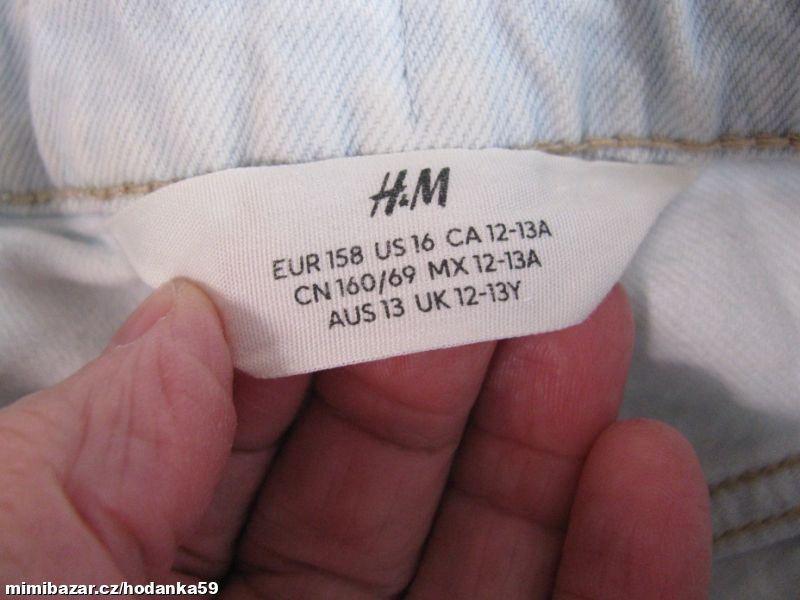 H&M
EUR 158 US 16 CA 12-13A
CN 160/69 MX 12-13A
AUS 13 UK 12-13Y
mimibazar.cz/hodanka59